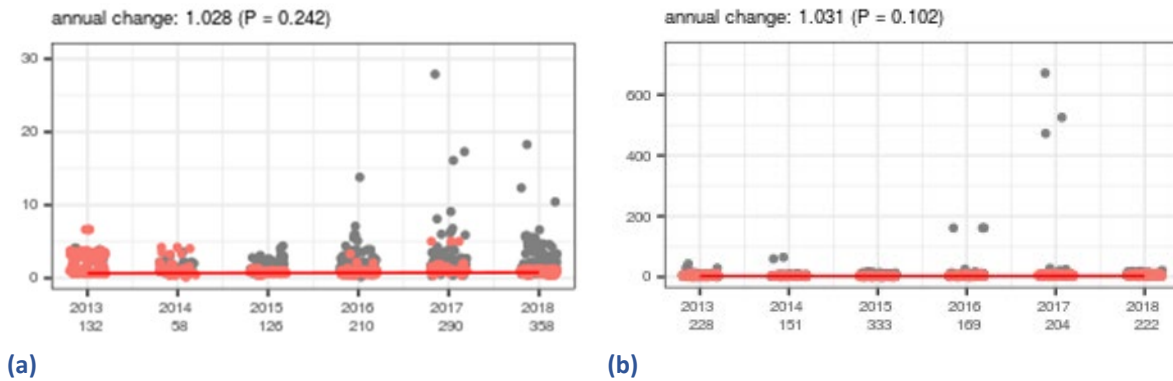 annual change: 1.028 (P = 0.242)
30
20
10
0
2013 2014 2015 2016 2017 2018
132 58 126 210 290 358
(a)
annual change: 1.031 (P = 0.102)
600
400
200
0
2013 2014 2015 2016 2017 2018
228 151 333 169 204 222
(b)